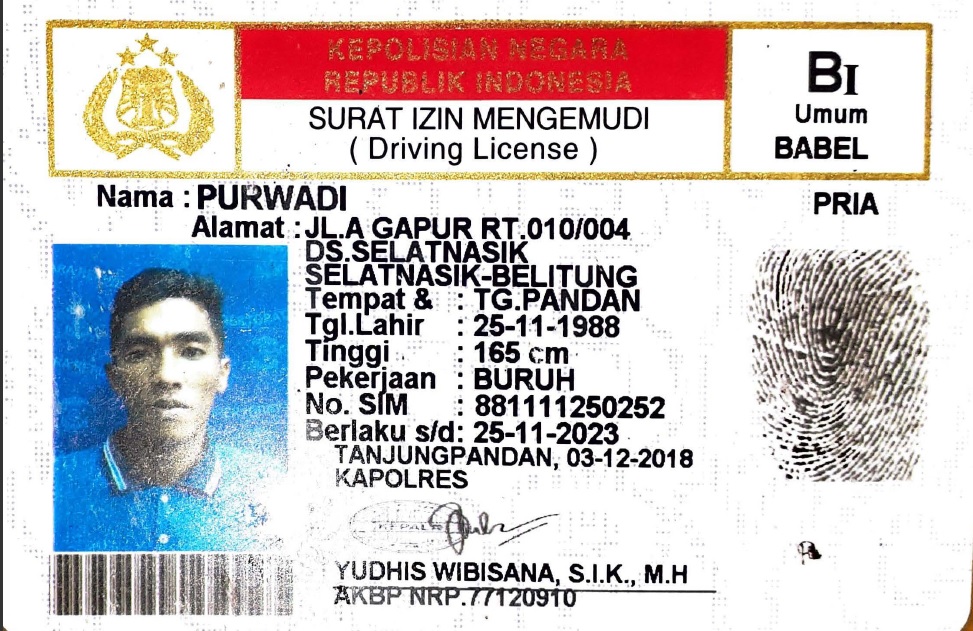 KEPOLISIAN NEGARA
REPUBLIK INDONESIA
SURAT IZIN MENGEMUDI
( Driving License )
BI
Umum
BABEL
Nama : PURWADI
PRIA
Alamat : JL.A GAPUR RT.010/004
DS.SELATNASIK
SELATNASIK-BELITUNG
Tempat & : TG.PANDAN
Tgl.Lahir : 25-11-1988
Tinggi : 165 cm
Pekerjaan : BURUH
No. SIM : 881111250252
Berlaku s/d: 25-11-2023
TANJUNGPANDAN, 03-12-2018
KAPOLRES
KEPALA
YUDHIS WIBISANA, S.I.K., M.H
AKBP NRP.77120910